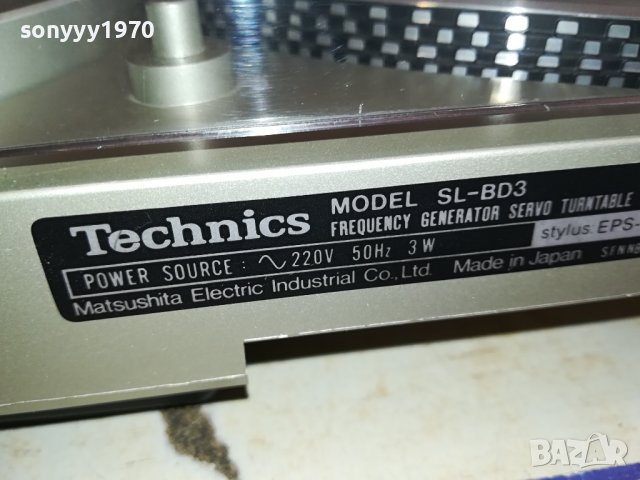 sonyyy1970
Technics
MODEL SL-BD3
FREQUENCY GENERATOR SERVO TURNTABLE
POWER SOURCE : ∿ 220V 50Hz 3W
stylus. EPS-
Matsushita Electric Industrial Co., Ltd. Made in Japan
BAZAR